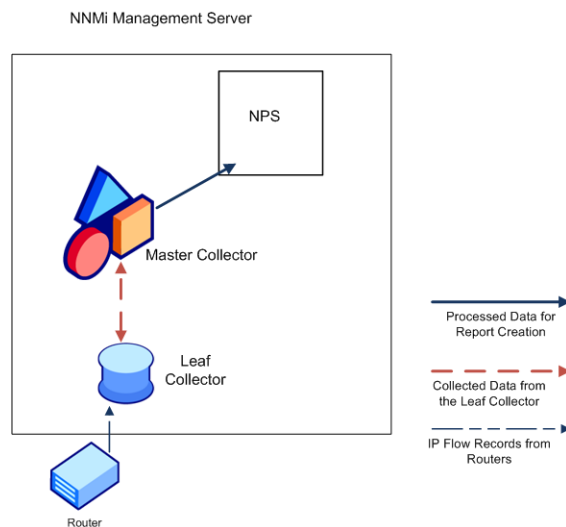 NNMi Management Server
NPS
Master Collector
Leaf
Collector
Router
Processed Data for
Report Creation
Collected Data from
the Leaf Collector
IP Flow Records from
Routers